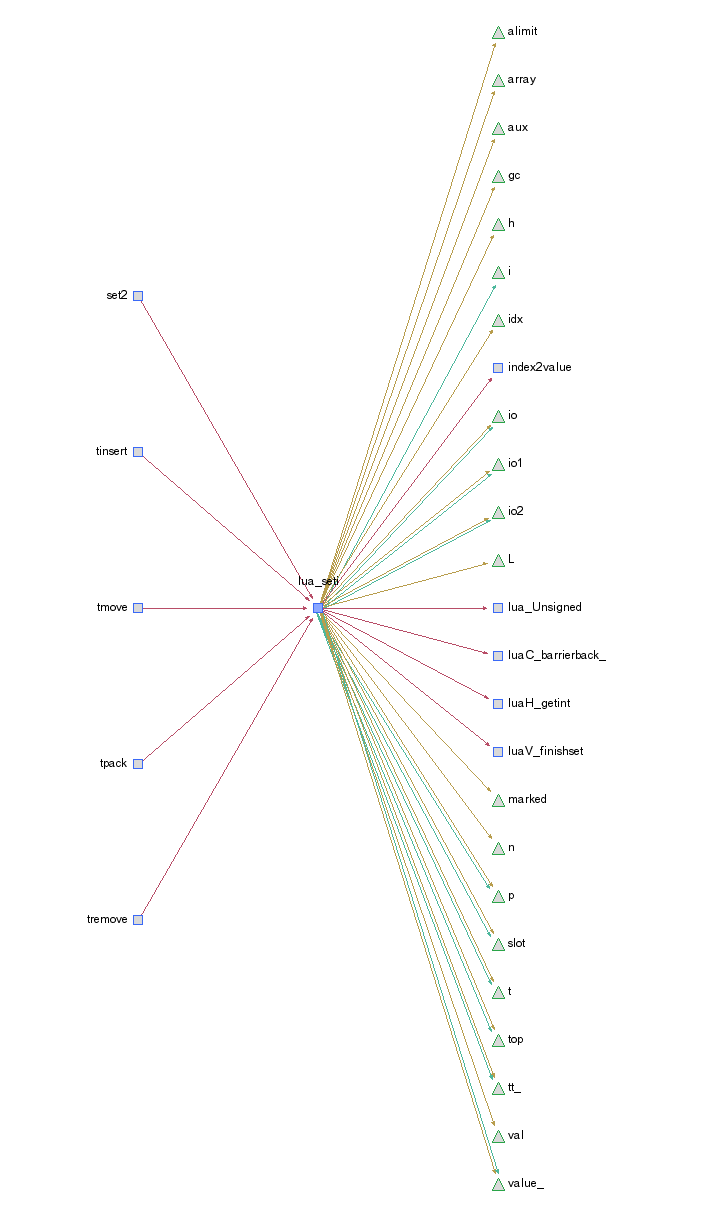 alimit
array
aux
gc
h
i
set2
idx
index2value
io
tinsert
io1
io2
L
lua_seti
tmove
lua_Unsigned
luaC_barrierback_
luaH_getint
luaV_finishset
tpack
marked
n
p
tremove
slot
t
top
tt_
val
value_